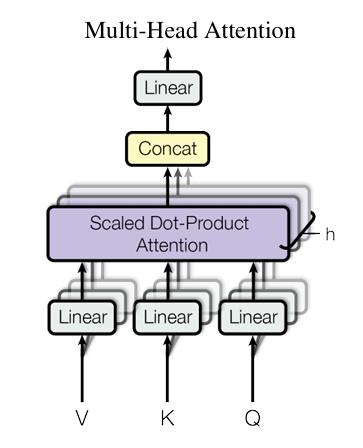 Multi-Head Attention
Linear
Concat
Scaled Dot-Product
Attention
h
Linear Linear Linear
V K Q